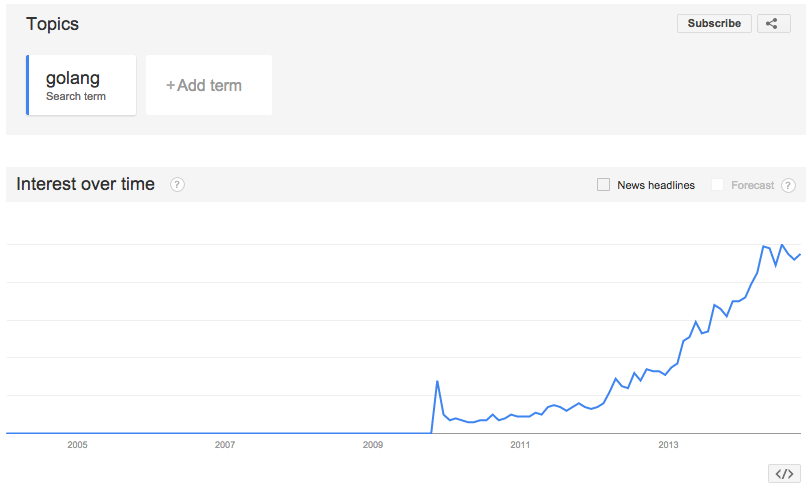 Topics
Subscribe
golang
Search term
+Add term
Interest over time ?
News headlines
Forecast ?
2005 2007 2009 2011 2013
</>